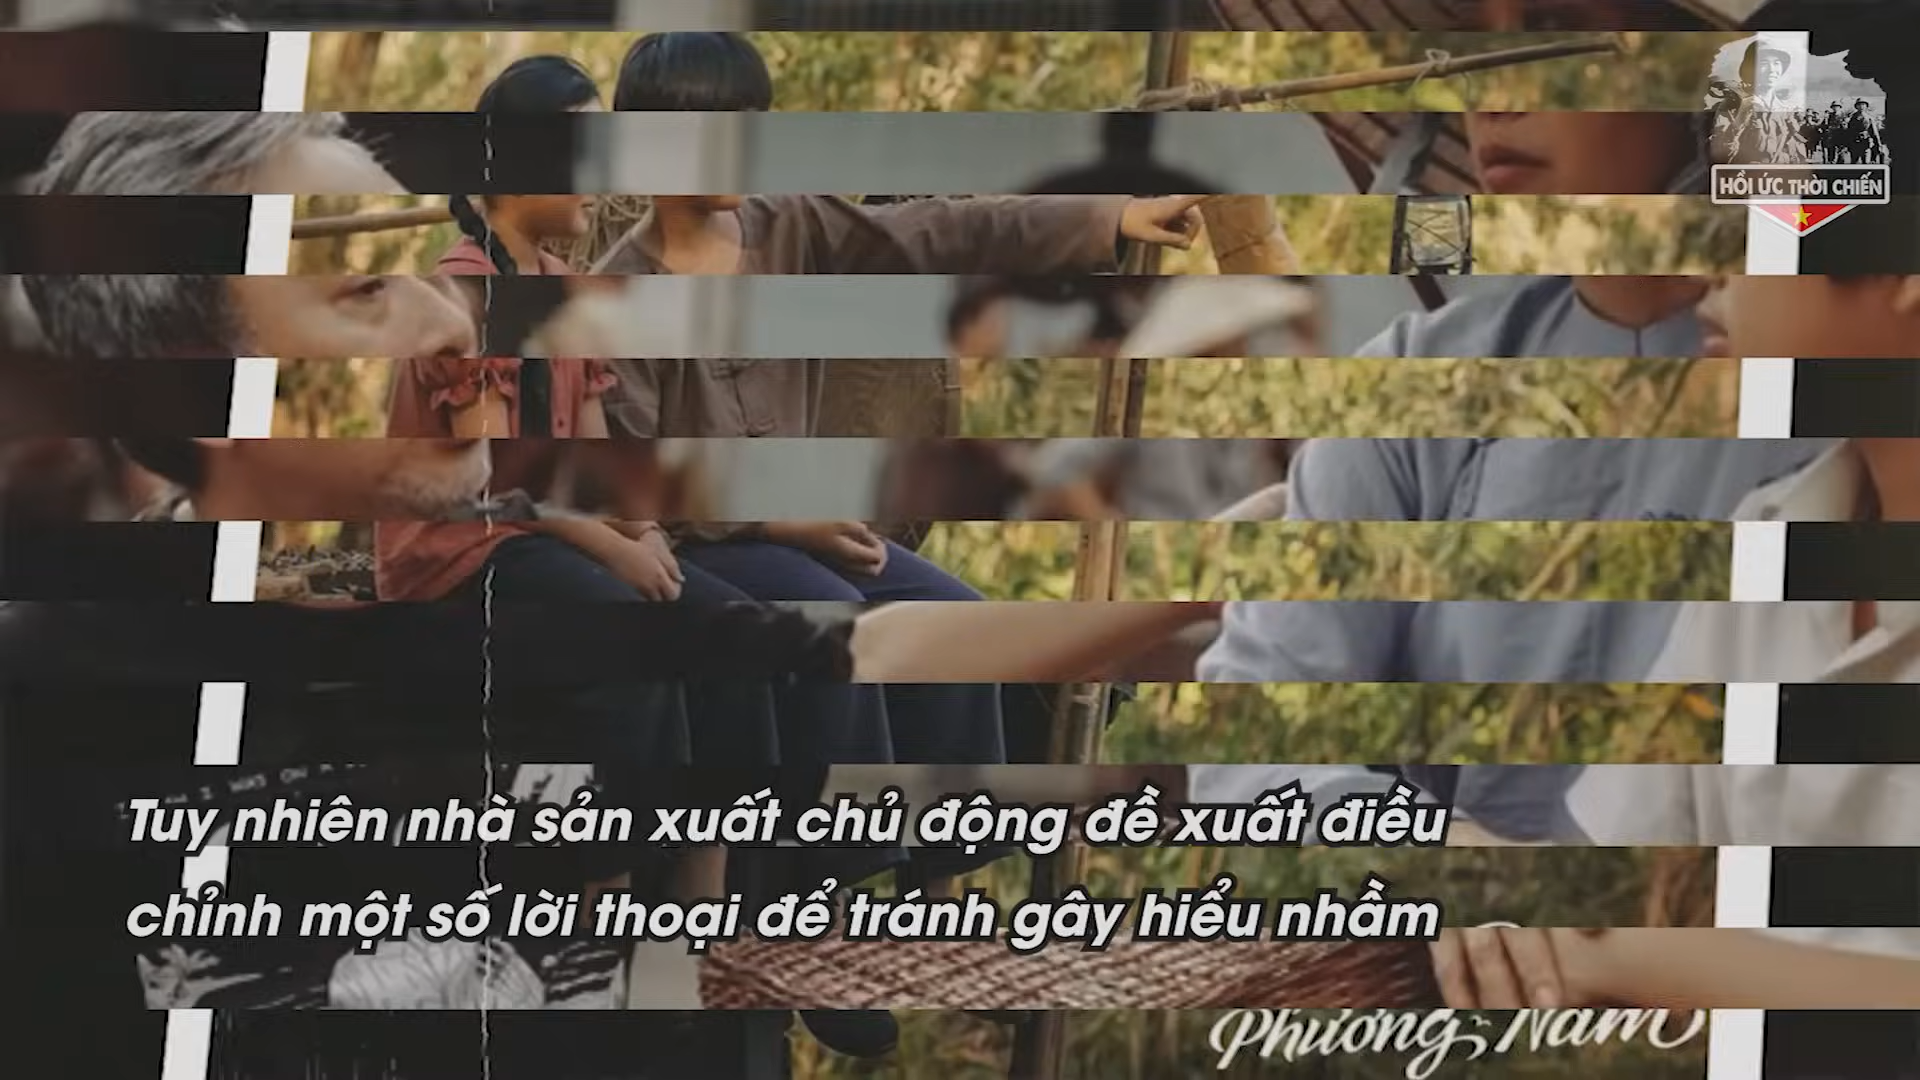 HỒI ỨC THỜI CHIẾN
Tuy nhiên nhà sản xuất chủ động đề xuất điều
chỉnh một số lời thoại để tránh gây hiểu nhầm
Phương Nam